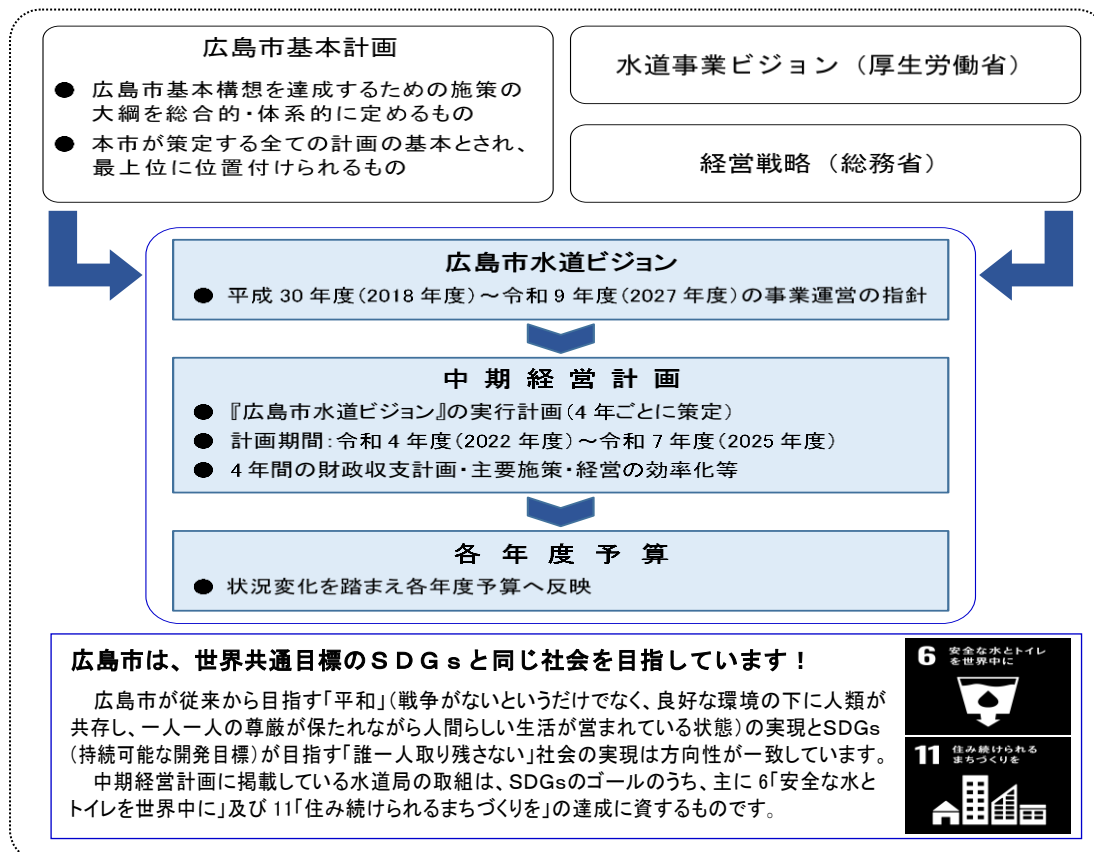 広島市基本計画
● 広島市基本構想を達成するための施策の
大綱を総合的・体系的に定めるもの
● 本市が策定する全ての計画の基本とされ、
最上位に位置付けられるもの
水道事業ビジョン（厚生労働省）
経営戦略（総務省）
広島市水道ビジョン
● 平成30年度(2018年度)～令和9年度(2027年度)の事業運営の指針
中期経営計画
● 『広島市水道ビジョン』の実行計画(4年ごとに策定)
● 計画期間:令和4年度(2022年度)～令和7年度(2025年度)
● 4年間の財政収支計画・主要施策・経営の効率化等
各年度予算
● 状況変化を踏まえ各年度予算へ反映
広島市は、世界共通目標のＳＤＧｓと同じ社会を目指しています！
広島市が従来から目指す「平和」(戦争がないというだけでなく、良好な環境の下に人類が
共存し、一人一人の尊厳が保たれながら人間らしい生活が営まれている状態)の実現とSDGs
(持続可能な開発目標)が目指す「誰一人取り残さない」社会の実現は方向性が一致しています。
中期経営計画に掲載している水道局の取組は、SDGsのゴールのうち、主に6「安全な水と
トイレを世界中に」及び11「住み続けられるまちづくりを」の達成に資するものです。
6 安全な水とトイレ
を世界中に
11 住み続けられる
まちづくりを